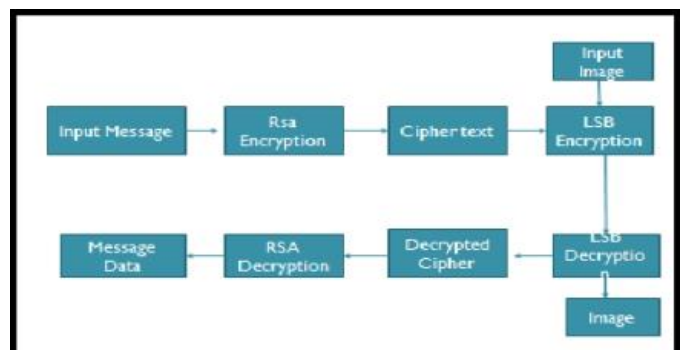 Input
Image
Input Message
Rsa
Encryption
Cipher text
LSB
Encryption
Message
Data
RSA
Decryption
Decrypted
Cipher
LSB
Decryptio
n
Image